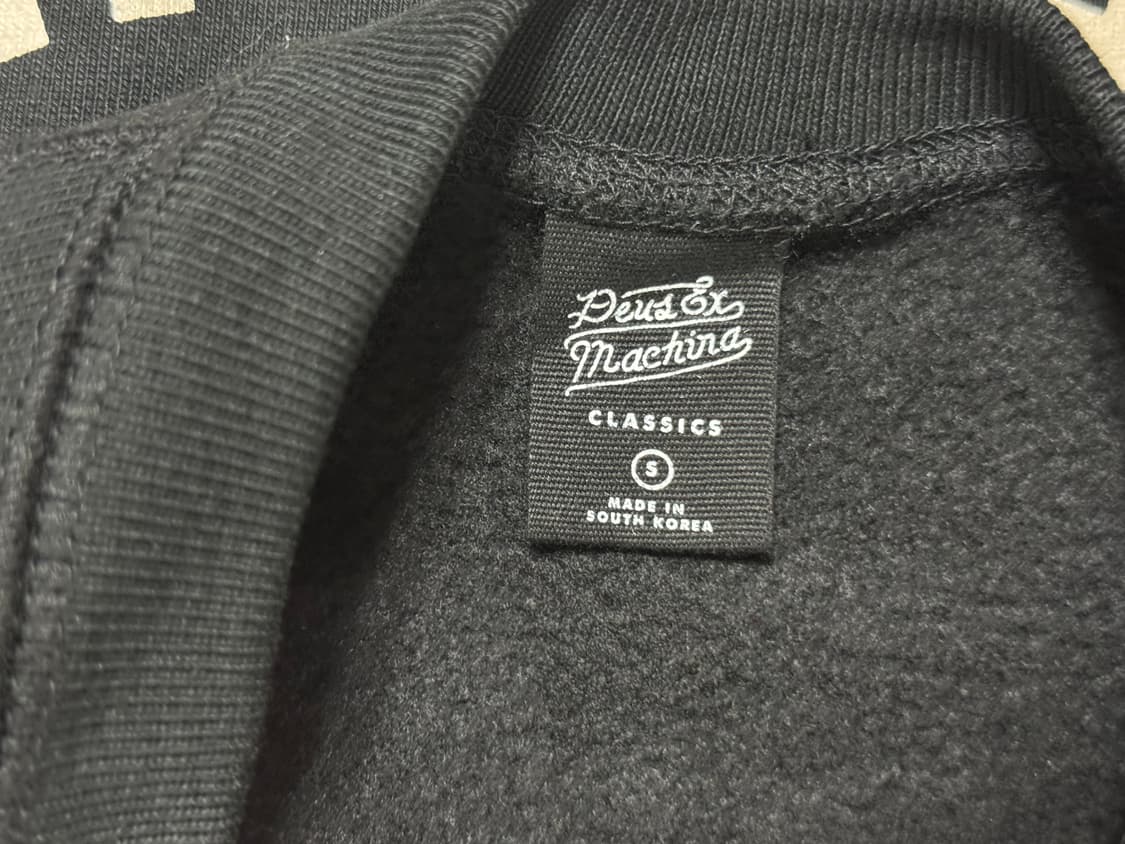 Deus Ex
Machina
CLASSICS
S
MADE IN
SOUTH KOREA